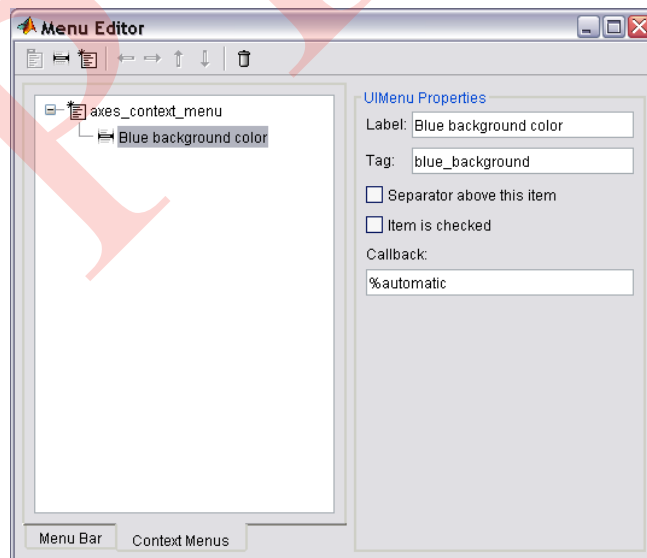 Menu Editor
axes_context_menu
Blue background color
UIMenu Properties
Label: Blue background color
Tag: blue_background
Separator above this item
Item is checked
Callback:
%automatic
Menu Bar
Context Menus